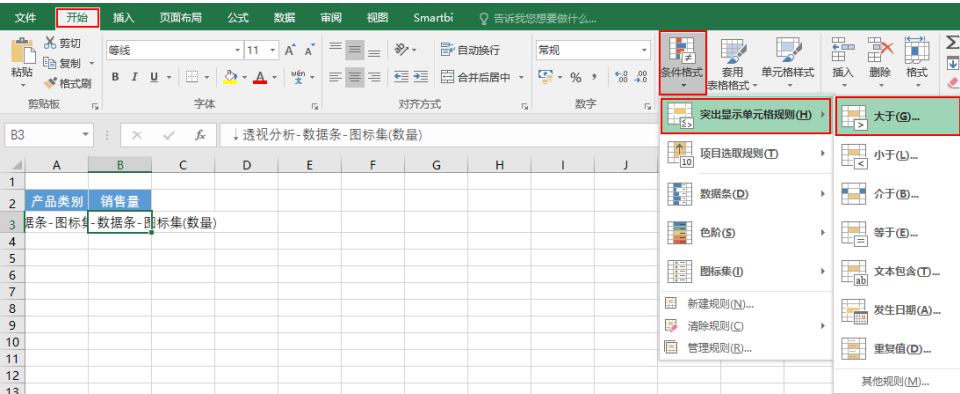 文件 开始 插入 页面布局 公式 数据 审阅 视图 Smartbi 告诉我您想要做什么...
剪切
复制
格式刷
粘贴
剪贴板
等线 11 A A
B I U A wén 文
字体
自动换行
合并后居中
对齐方式
常规
% , .0 .00
数字
条件格式 套用 表格格式 单元格样式 插入 删除 格式
突出显示单元格规则(H)
项目选取规则(T)
数据条(D)
色阶(S)
图标集(I)
新建规则(N)...
清除规则(C)
管理规则(R)...
大于(G)...
小于(L)...
介于(B)...
等于(E)...
文本包含(T)...
发生日期(A)...
重复值(D)...
其他规则(M)...
B3 fx ↓透视分析-数据条-图标集(数量)
A B C D E F G H I J
1
2 产品类别 销售量
3 据条-图标集-数据条-图标集(数量)
4
5
6
7
8
9
10
11
12
13